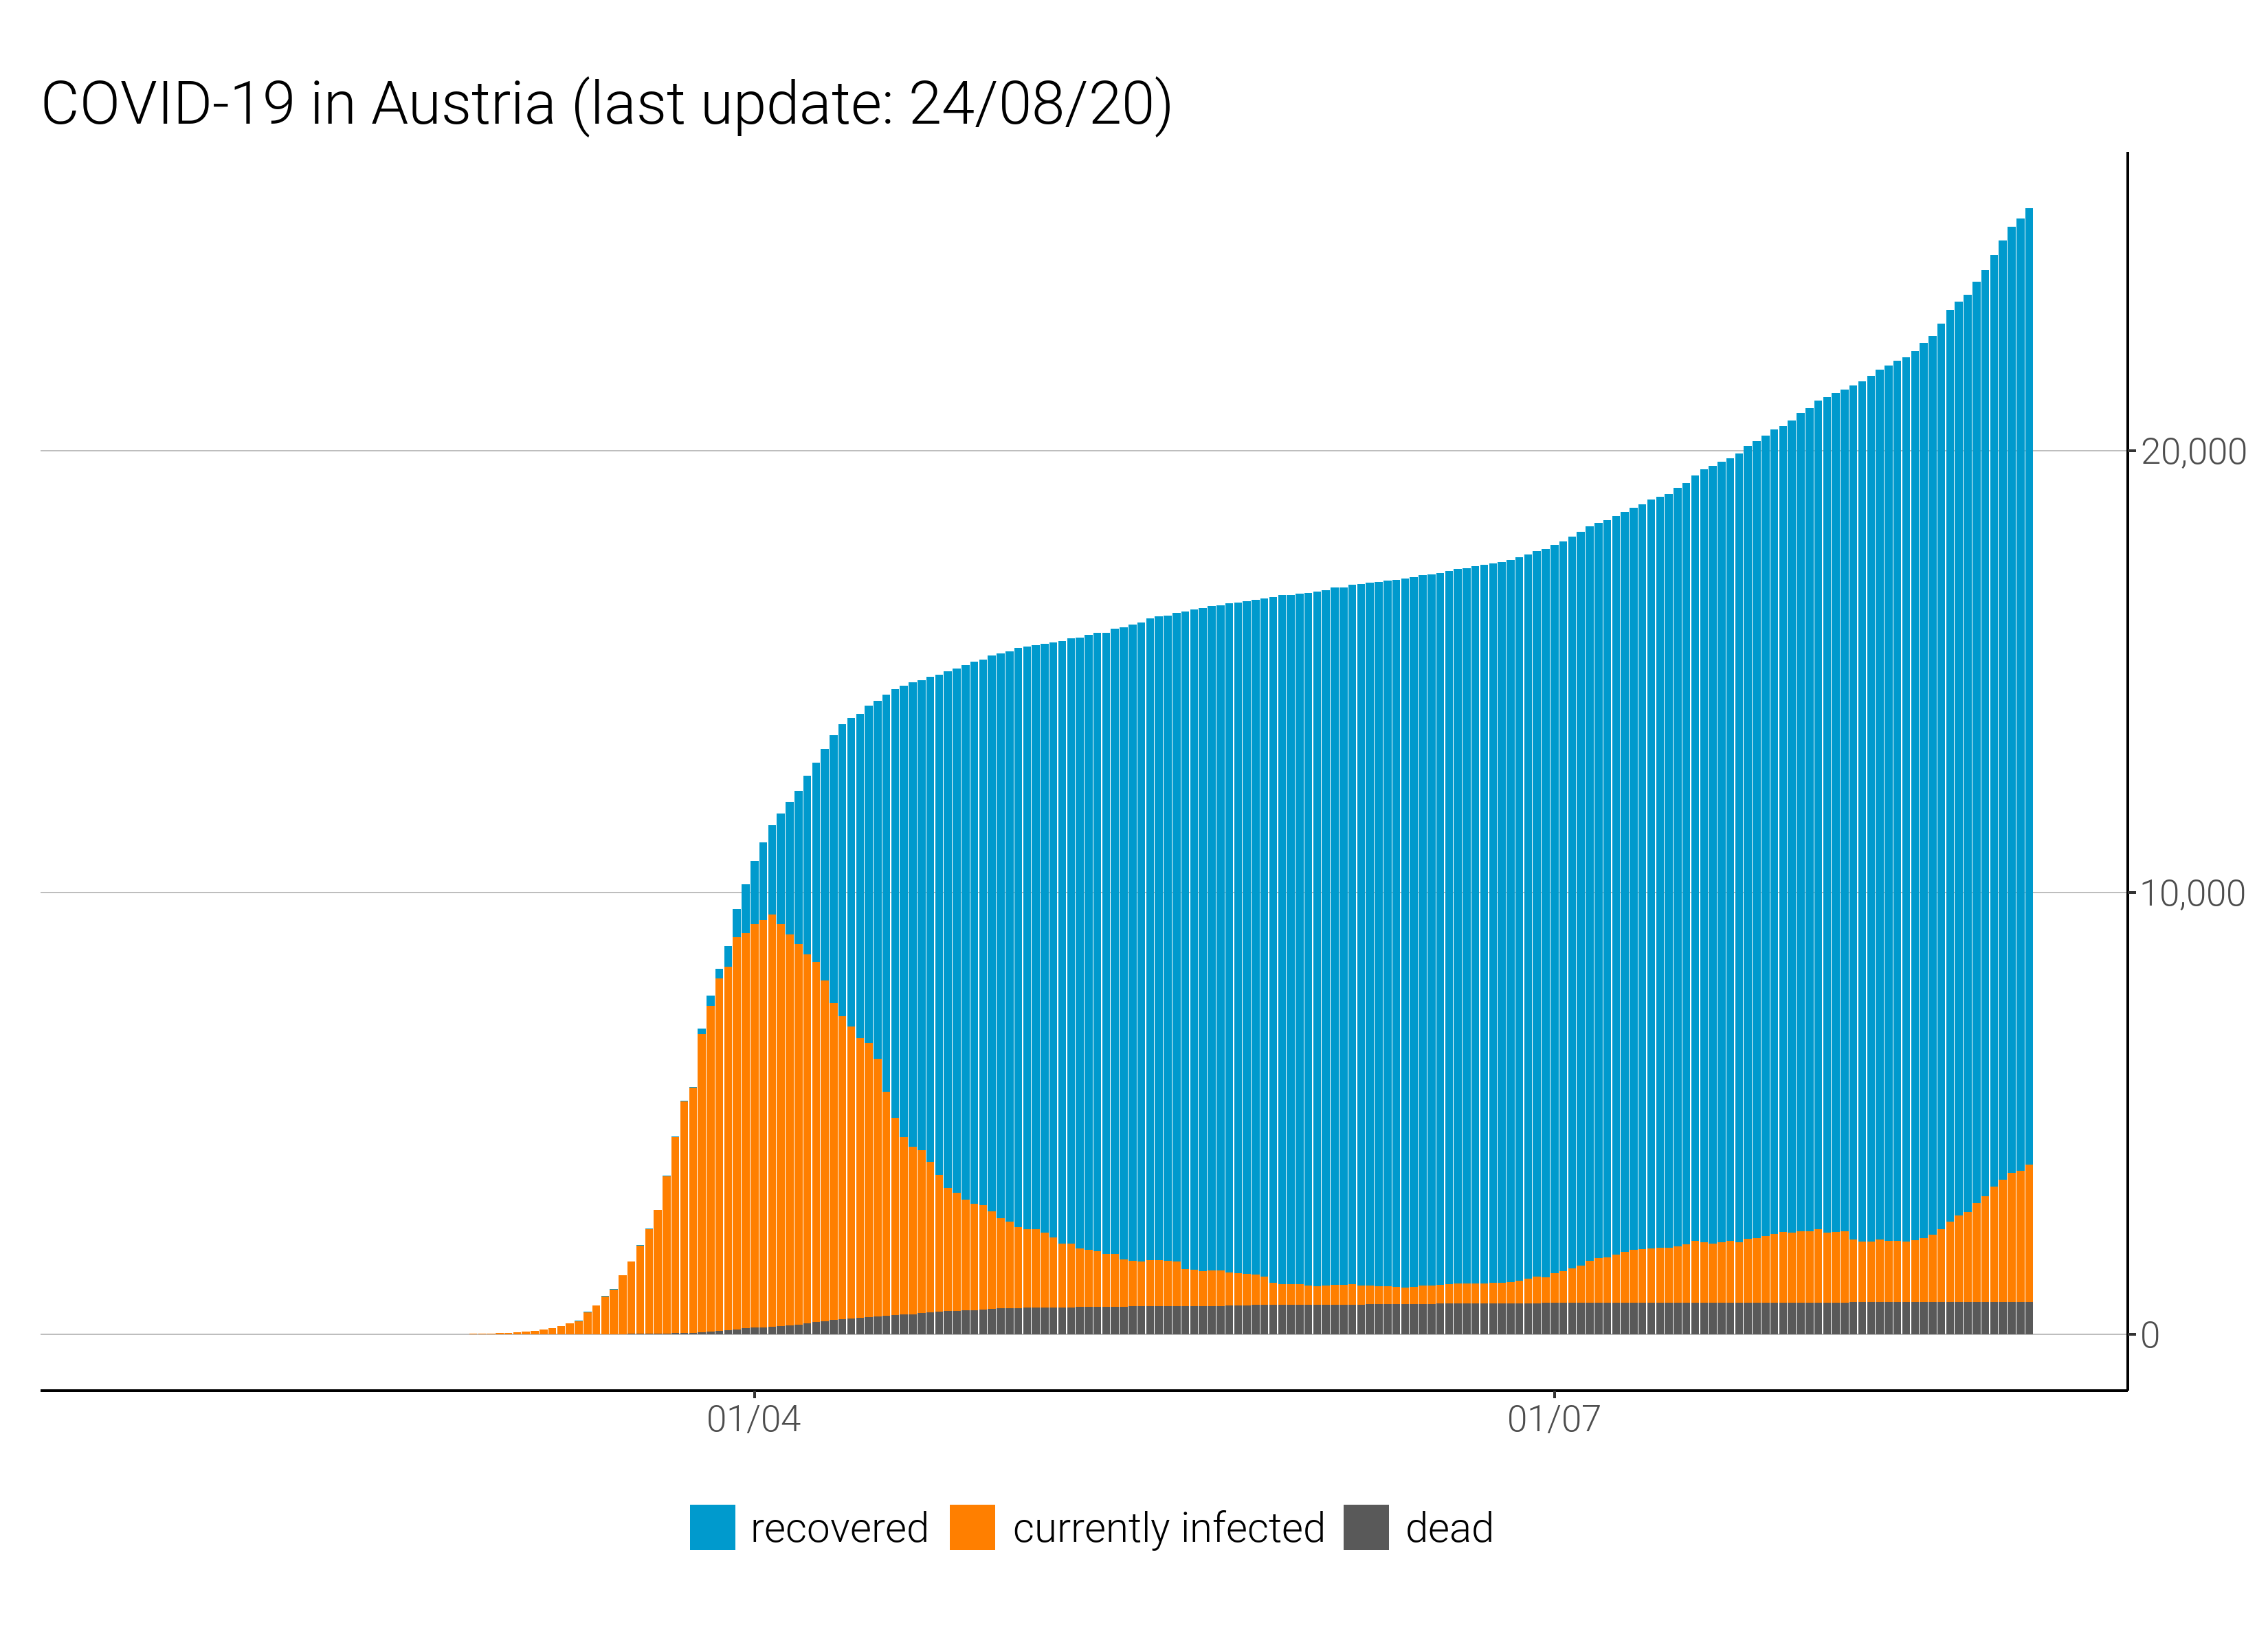 COVID-19 in Austria (last update: 24/08/20)
20,000
10,000
0
01/04 01/07
recovered currently infected dead